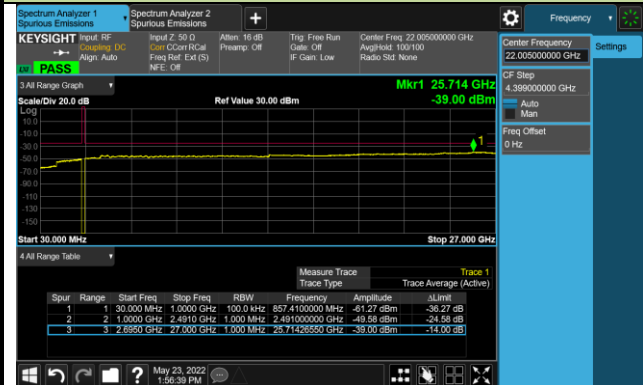 Spectrum Analyzer 1
Spurious Emissions
Spectrum Analyzer 2
Spurious Emissions
+
Frequency
KEYSIGHT
Input: RF
Coupling: DC
Align: Auto
Input Z: 50 Ω
Corr CCorr RCal
Freq Ref: Ext (S)
NFE: Off
Atten: 16 dB
Preamp: Off
Trig: Free Run
Gate: Off
IF Gain: Low
Center Freq: 22.005000000 GHz
Avg|Hold: 100/100
Radio Std: None
PASS
Center Frequency
22.005000000 GHz
Settings
CF Step
4.399000000 GHz
Auto
Man
Freq Offset
0 Hz
3 All Range Graph
Mkr1 25.714 GHz
Scale/Div 20.0 dB
Ref Value 30.00 dBm
-39.00 dBm
Log
10.0
-10.0
-30.0
-50.0
-70.0
-90.0
-110
-130
-150
1
Start 30.000 MHz
Stop 27.000 GHz
4 All Range Table
Measure Trace Trace 1
Trace Type Trace Average (Active)
Spur Range Start Freq Stop Freq RBW Frequency Amplitude ΔLimit
1 1 30.000 MHz 1.0000 GHz 100.0 kHz 857.4100000 MHz -61.27 dBm -36.27 dB
2 2 1.0000 GHz 2.4910 GHz 1.000 MHz 2.491000000 GHz -49.58 dBm -24.58 dB
3 3 2.6950 GHz 27.000 GHz 1.000 MHz 25.71426550 GHz -39.00 dBm -14.00 dB
?
May 23, 2022
1:56:39 PM